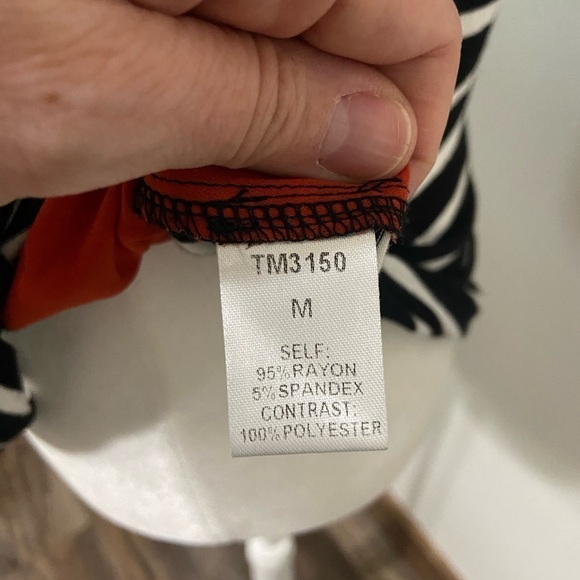 TM3150
M
SELF:
95%RAYON
5%SPANDEX
CONTRAST:
100%POLYESTER